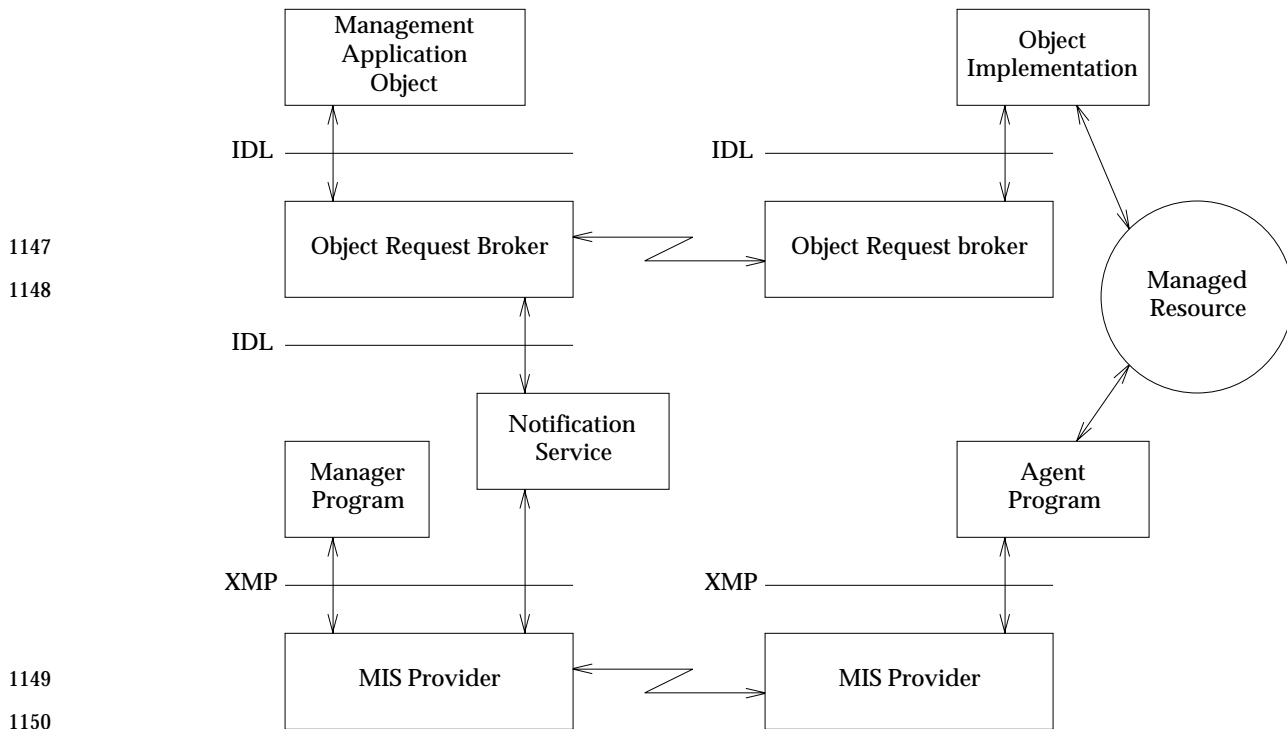 Management
Application
Object
Object
Implementation
IDL
IDL
1147
Object Request Broker
Object Request broker
1148
Managed
Resource
IDL
Notification
Service
Manager
Program
Agent
Program
XMP
XMP
1149
MIS Provider
MIS Provider
1150